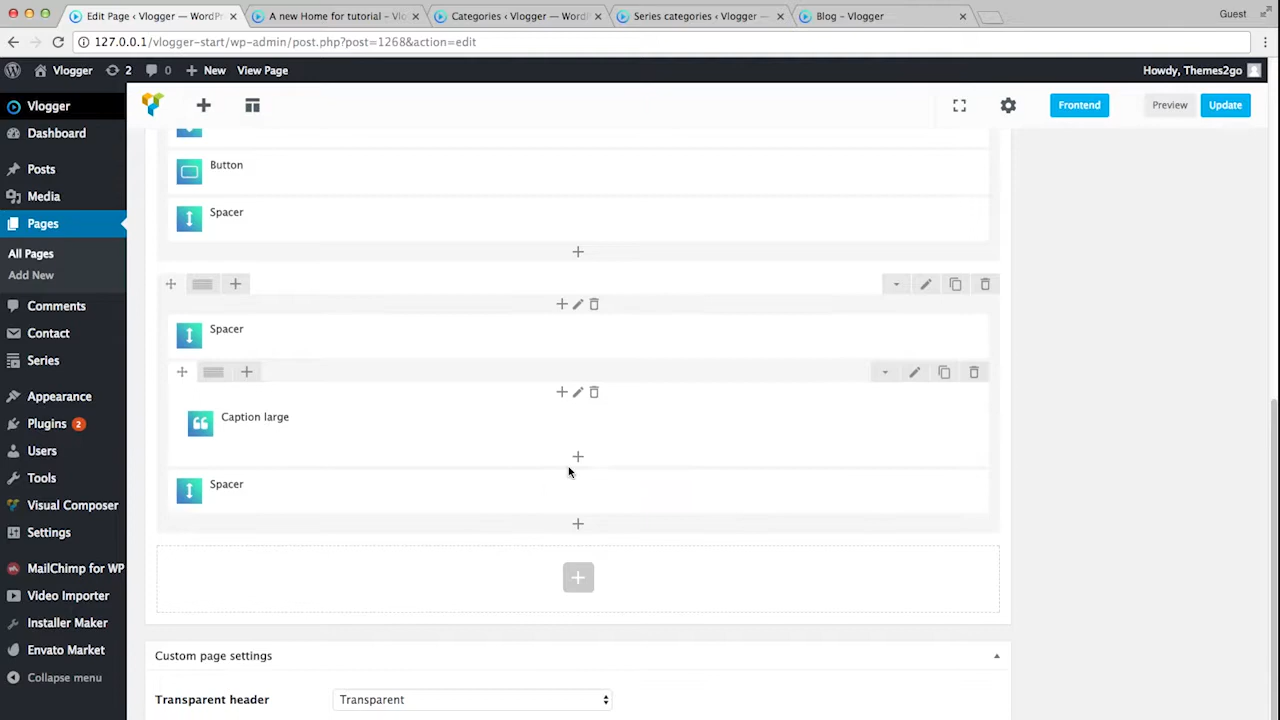 Edit Page ‹ Vlogger — WordPr
A new Home for tutorial – Vlo
Categories ‹ Vlogger — WordP
Series categories ‹ Vlogger —
Blog – Vlogger
Guest
127.0.0.1/vlogger-start/wp-admin/post.php?post=1268&action=edit
Vlogger 2 0 New View Page Howdy, Themes2go
Vlogger
Dashboard
Posts
Media
Pages
All Pages
Add New
Comments
Contact
Series
Appearance
Plugins 2
Users
Tools
Visual Composer
Settings
MailChimp for WP
Video Importer
Installer Maker
Envato Market
Collapse menu
Frontend Preview Update
Button
Spacer
Spacer
Caption large
Spacer
Custom page settings
Transparent header Transparent